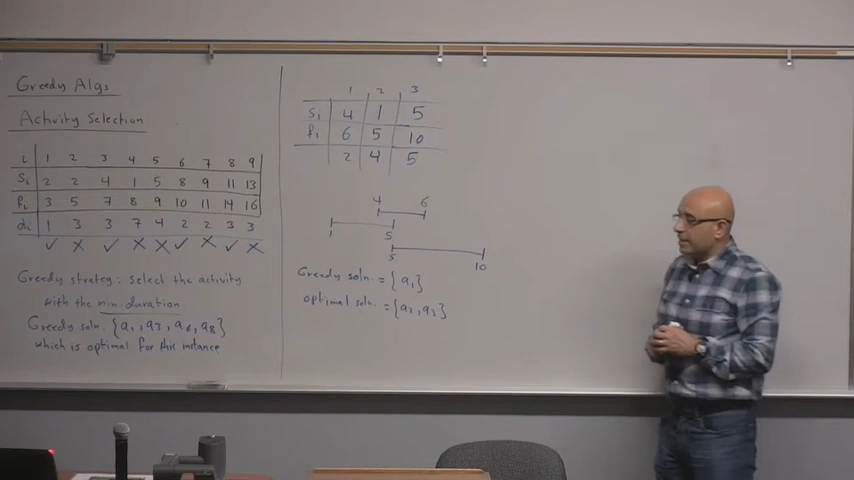 Greedy Algs
Activity Selection
i 1 2 3 4 5 6 7 8 9
Si 2 2 4 1 5 8 9 11 13
fi 3 5 7 8 9 10 11 14 16
di 1 3 3 7 4 2 2 3 3
✓ ✗ ✓ ✗ ✗ ✓ ✗ ✓ ✗
Greedy strateg: select the activity
with the min. duration
Greedy soln. {a1, a3, a6, a8}
which is optimal for this instance
1 2 3
Si 4 1 5
fi 6 5 10
2 4 5
4 6
1 5
5 10
Greedy soln. = {a1}
optimal soln. = {a2, a3}